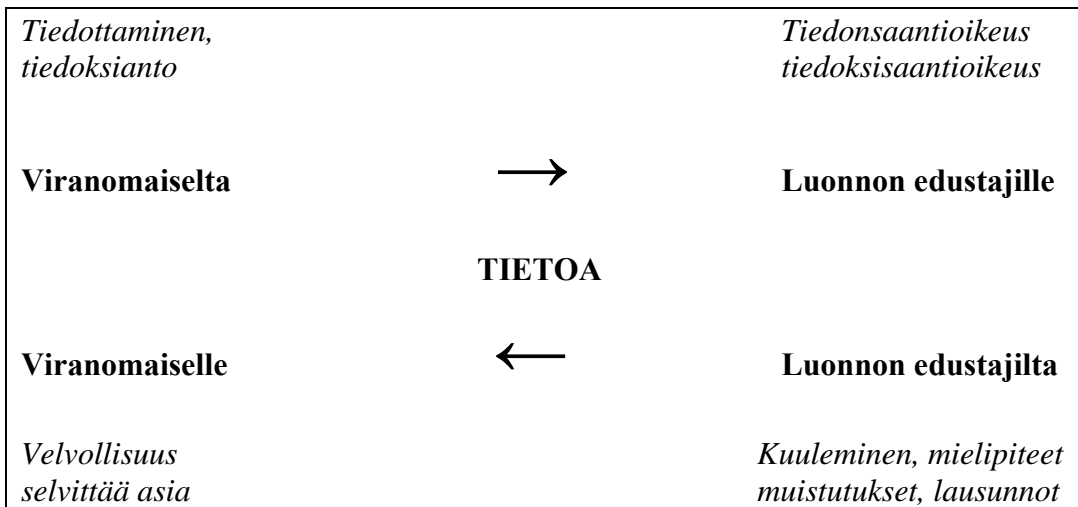 Tiedottaminen, Tiedonsaantioikeus
tiedoksianto tiedoksisaantioikeus
Viranomaiselta → Luonnon edustajille
TIETOA
Viranomaiselle ← Luonnon edustajilta
Velvollisuus Kuuleminen, mielipiteet
selvittää asia muistutukset, lausunnot